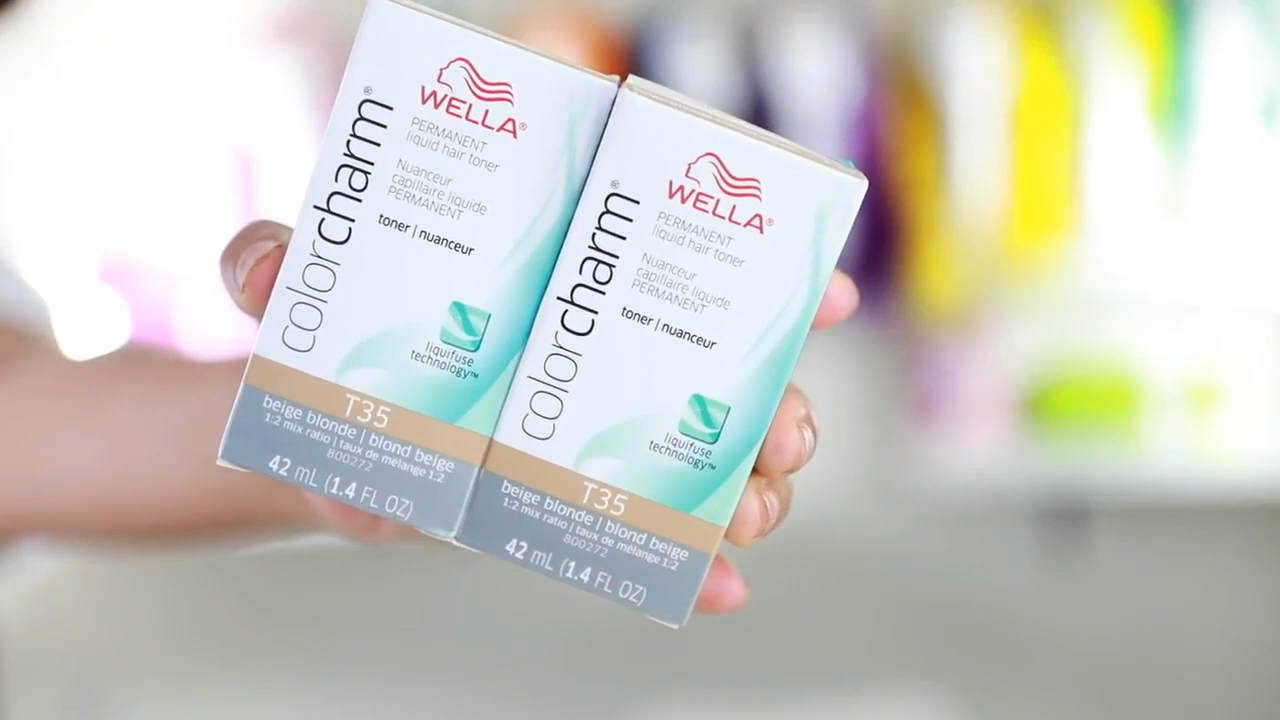 WELLA®
PERMANENT
liquid hair toner
Nuanceur
capillaire liquide
PERMANENT
toner | nuanceur
colorcharm®
liquifuse
technology™
T35
beige blonde | blond beige
1:2 mix ratio | taux de mélange 1:2
800272
42 mL (1.4 FL OZ)
WELLA®
PERMANENT
liquid hair toner
Nuanceur
capillaire liquide
PERMANENT
toner | nuanceur
colorcharm®
liquifuse
technology™
T35
beige blonde | blond beige
1:2 mix ratio | taux de mélange 1:2
800272
42 mL (1.4 FL OZ)